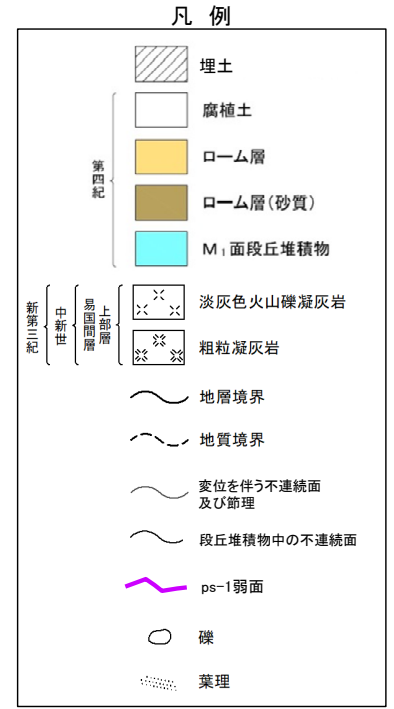 凡 例
埋土
第四紀
腐植土
ローム層
ローム層(砂質)
M₁面段丘堆積物
新第三紀
中新世
易国間層
上部層
淡灰色火山礫凝灰岩
粗粒凝灰岩
地層境界
地質境界
変位を伴う不連続面
及び節理
段丘堆積物中の不連続面
ps-1弱面
礫
葉理